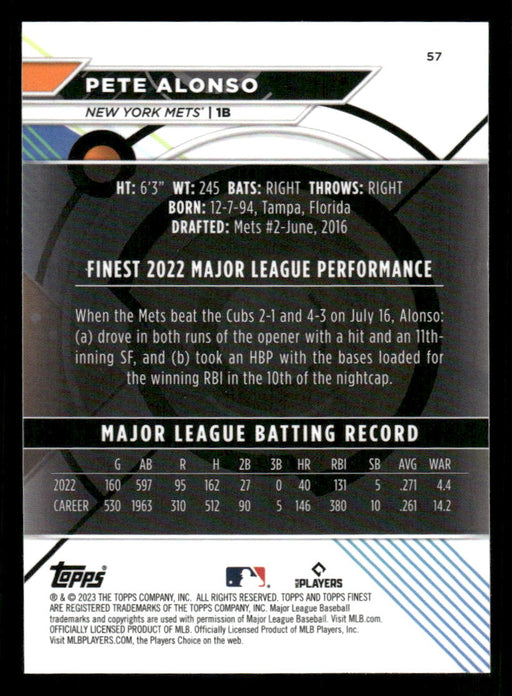 57
PETE ALONSO
NEW YORK METS® | 1B
HT: 6'3" WT: 245 BATS: RIGHT THROWS: RIGHT
BORN: 12-7-94, Tampa, Florida
DRAFTED: Mets #2-June, 2016
FINEST 2022 MAJOR LEAGUE PERFORMANCE
When the Mets beat the Cubs 2-1 and 4-3 on July 16, Alonso:
(a) drove in both runs of the opener with a hit and an 11th-
inning SF, and (b) took an HBP with the bases loaded for
the winning RBI in the 10th of the nightcap.
MAJOR LEAGUE BATTING RECORD
G AB R H 2B 3B HR RBI SB AVG WAR
2022 160 597 95 162 27 0 40 131 5 .271 4.4
CAREER 530 1963 310 512 90 5 146 380 10 .261 14.2
TOPPS
MLB PLAYERS
® & © 2023 THE TOPPS COMPANY, INC. ALL RIGHTS RESERVED. TOPPS AND TOPPS FINEST
ARE REGISTERED TRADEMARKS OF THE TOPPS COMPANY, INC. Major League Baseball
trademarks and copyrights are used with permission of Major League Baseball. Visit MLB.com.
OFFICIALLY LICENSED PRODUCT OF MLB. Officially Licensed Product of MLB Players, Inc.
Visit MLBPLAYERS.COM, the Players Choice on the web.